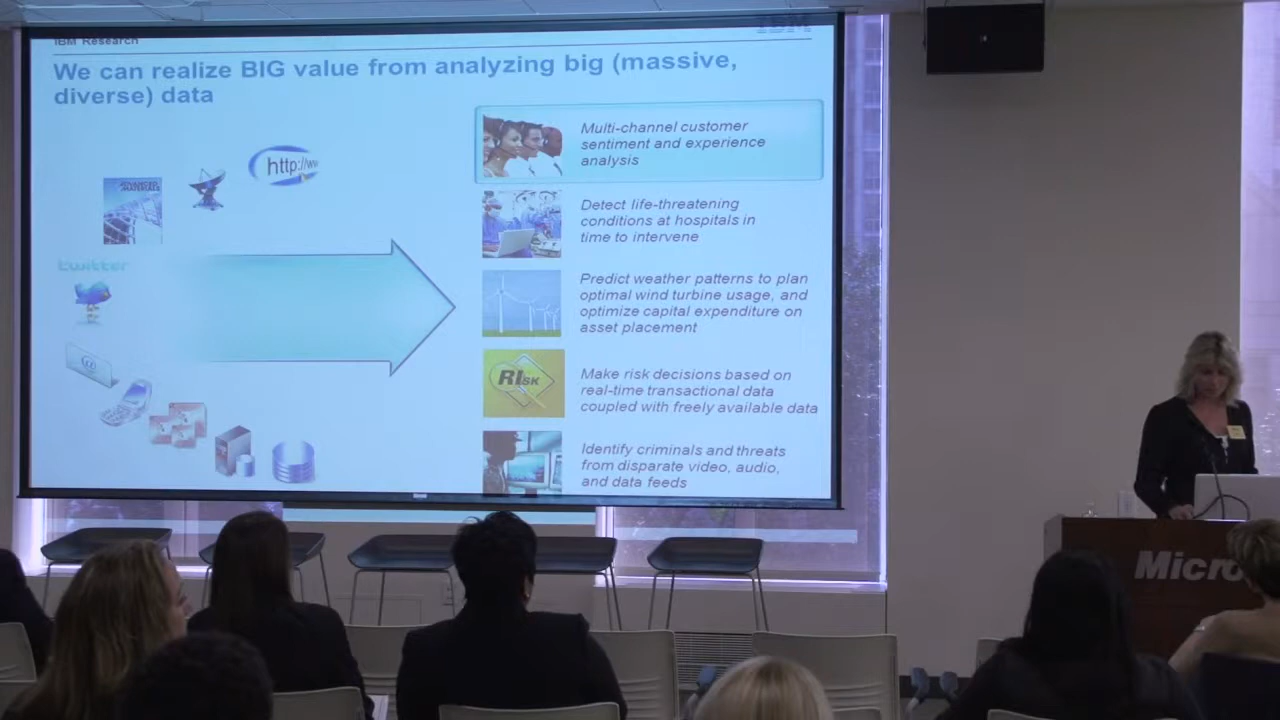 IBM Research
IBM
We can realize BIG value from analyzing big (massive,
diverse) data
Multi-channel customer
sentiment and experience
analysis
http://w
ADVANCED
MATERIALS
Detect life-threatening
conditions at hospitals in
time to intervene
twitter
Predict weather patterns to plan
optimal wind turbine usage, and
optimize capital expenditure on
asset placement
@
RISK
Make risk decisions based on
real-time transactional data
coupled with freely available data
Identify criminals and threats
from disparate video, audio,
and data feeds
Micro